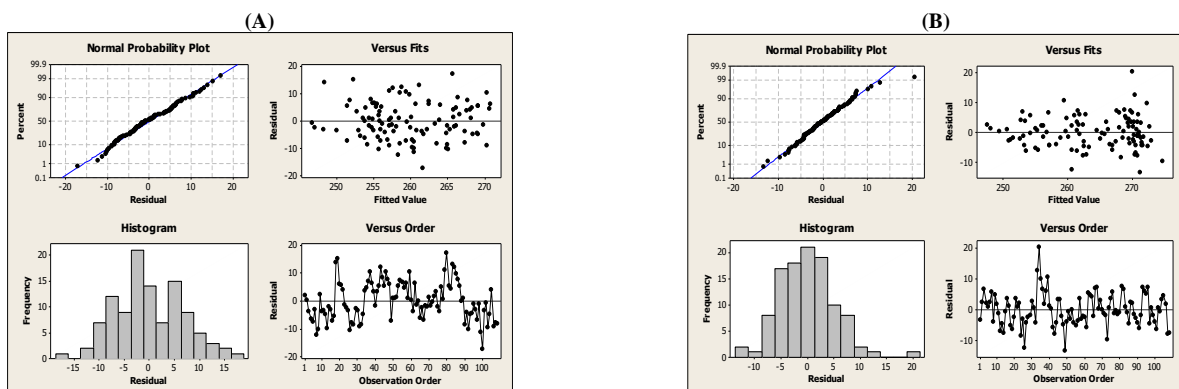 (A)
Normal Probability Plot
99.9
99
90
50
10
1
0.1
Percent
-20
-10
0
10
20
Residual
Versus Fits
20
10
0
-10
-20
Residual
250
255
260
265
270
Fitted Value
Histogram
20
15
10
5
0
Frequency
-15
-10
-5
0
5
10
15
Residual
Versus Order
20
10
0
-10
-20
Residual
1 10 20 30 40 50 60 70 80 90 100
Observation Order
(B)
Normal Probability Plot
99.9
99
90
50
10
1
0.1
Percent
-20
-10
0
10
20
Residual
Versus Fits
20
10
0
-10
Residual
250
260
270
Fitted Value
Histogram
20
15
10
5
0
Frequency
-10
-5
0
5
10
15
20
Residual
Versus Order
20
10
0
-10
Residual
1 10 20 30 40 50 60 70 80 90 100
Observation Order